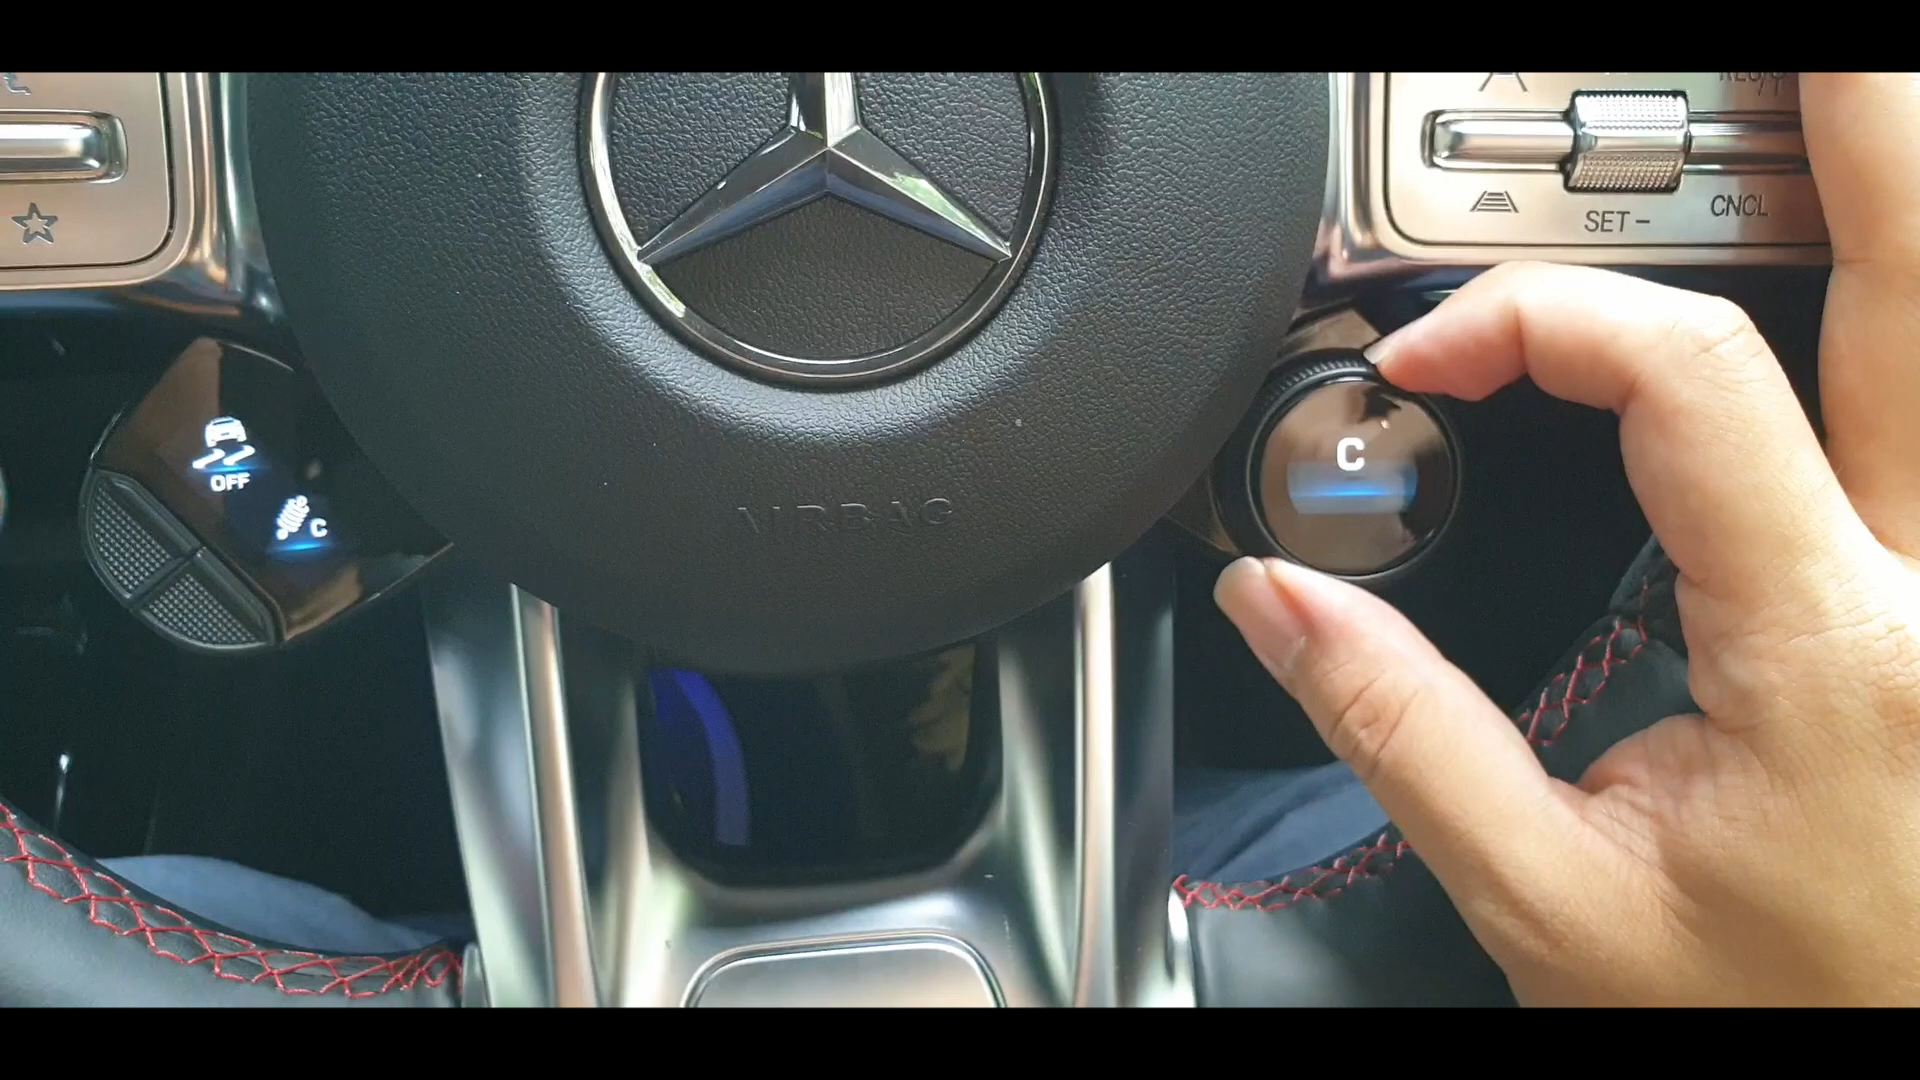 SET –
CNCL
C
OFF
C
AIRBAG